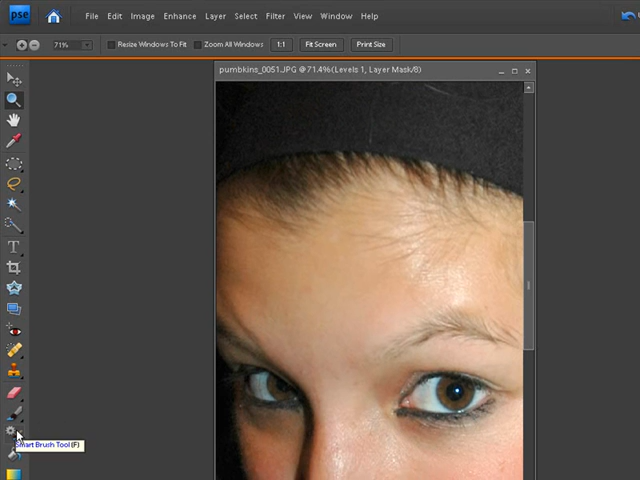 pse File Edit Image Enhance Layer Select Filter View Window Help
71% Resize Windows To Fit Zoom All Windows 1:1 Fit Screen Print Size
pumbkins_0051.JPG @ 71.4% (Levels 1, Layer Mask/8)
T
Smart Brush Tool (F)